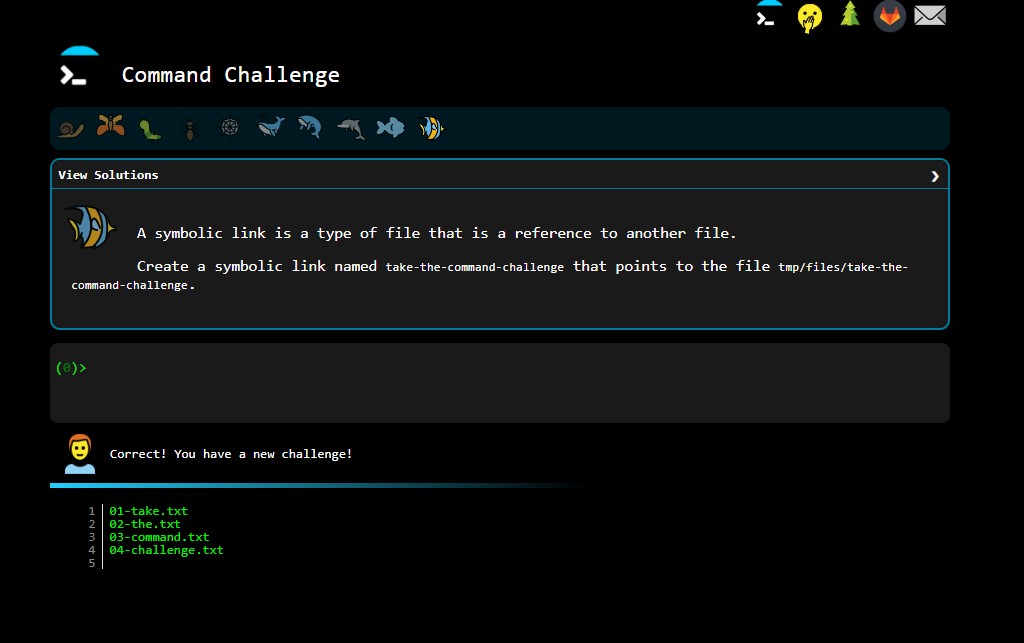 Command Challenge
View Solutions
A symbolic link is a type of file that is a reference to another file.
Create a symbolic link named take-the-command-challenge that points to the file tmp/files/take-the-
command-challenge.
(0)>
Correct! You have a new challenge!
1 01-take.txt
2 02-the.txt
3 03-command.txt
4 04-challenge.txt
5